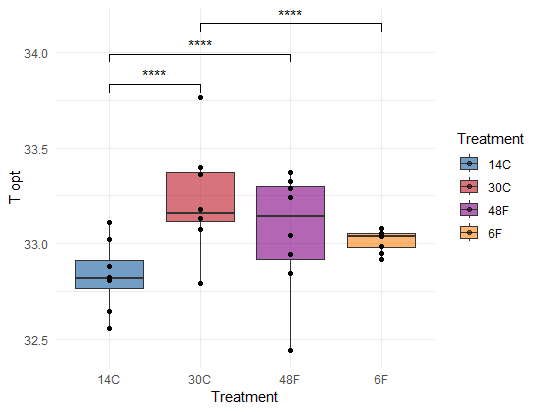 ****
****
****
34.0
33.5
33.0
32.5
T opt
14C
30C
48F
6F
Treatment
Treatment
14C
30C
48F
6F